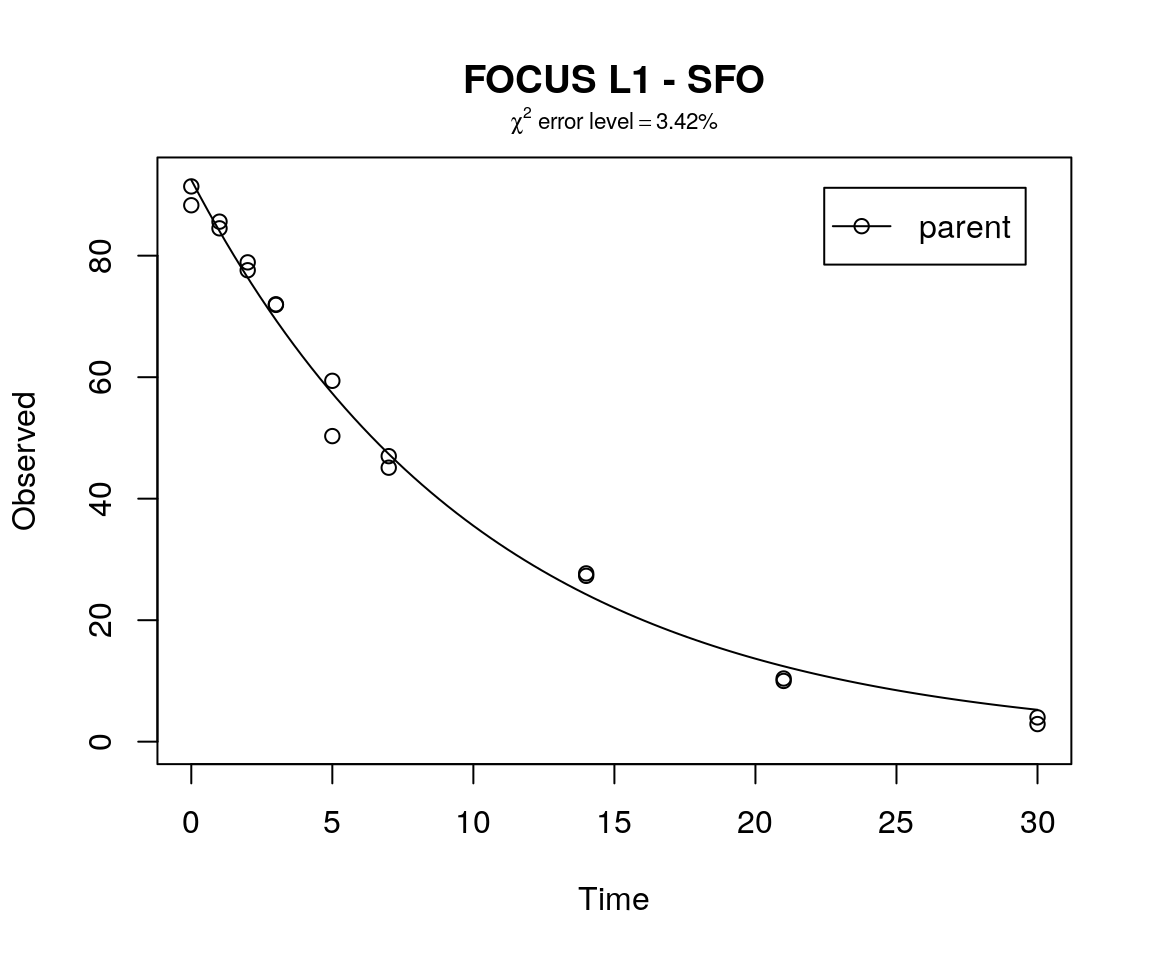 FOCUS L1 - SFO
χ² error level = 3.42%
parent
Observed
80
60
40
20
0
0 5 10 15 20 25 30
Time